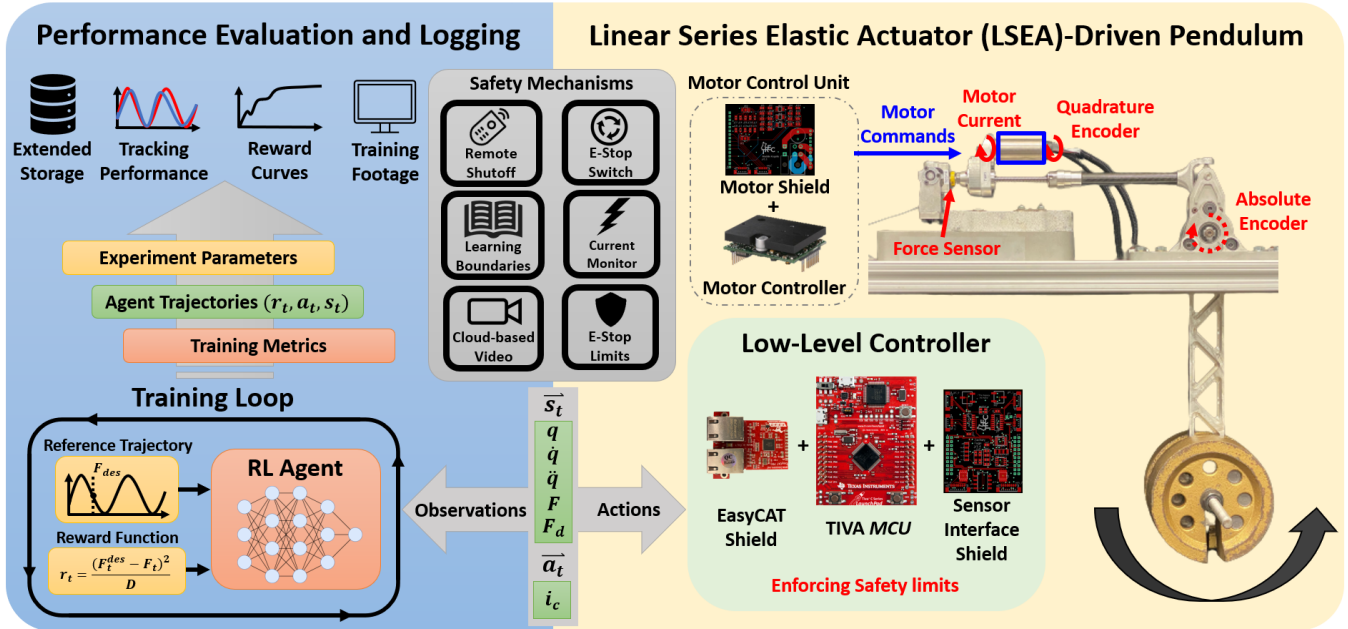 Performance Evaluation and Logging
Linear Series Elastic Actuator (LSEA)-Driven Pendulum
Extended
Storage
Tracking
Performance
Reward
Curves
Training
Footage
Safety Mechanisms
Remote
Shutoff
E-Stop
Switch
Learning
Boundaries
Current
Monitor
Cloud-based
Video
E-Stop
Limits
Motor Control Unit
Motor Shield
+
Motor Controller
Motor
Commands
Motor
Current
Quadrature
Encoder
Force Sensor
Absolute
Encoder
Experiment Parameters
Agent Trajectories (r_t, a_t, s_t)
Training Metrics
Training Loop
Reference Trajectory
F_des
Reward Function
r_t = (F_t^des − F_t)^2 / D
RL Agent
Observations
Actions
s_t
q
q̇
q̈
F
F_d
a_t
i_c
Low-Level Controller
EasyCAT
Shield
+
TEXAS INSTRUMENTS
TIVA MCU
+
Sensor
Interface
Shield
Enforcing Safety limits